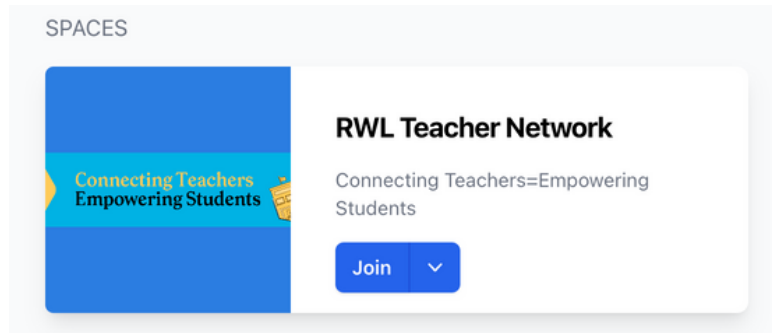 SPACES
Connecting Teachers
Empowering Students
RWL Teacher Network
Connecting Teachers=Empowering
Students
Join